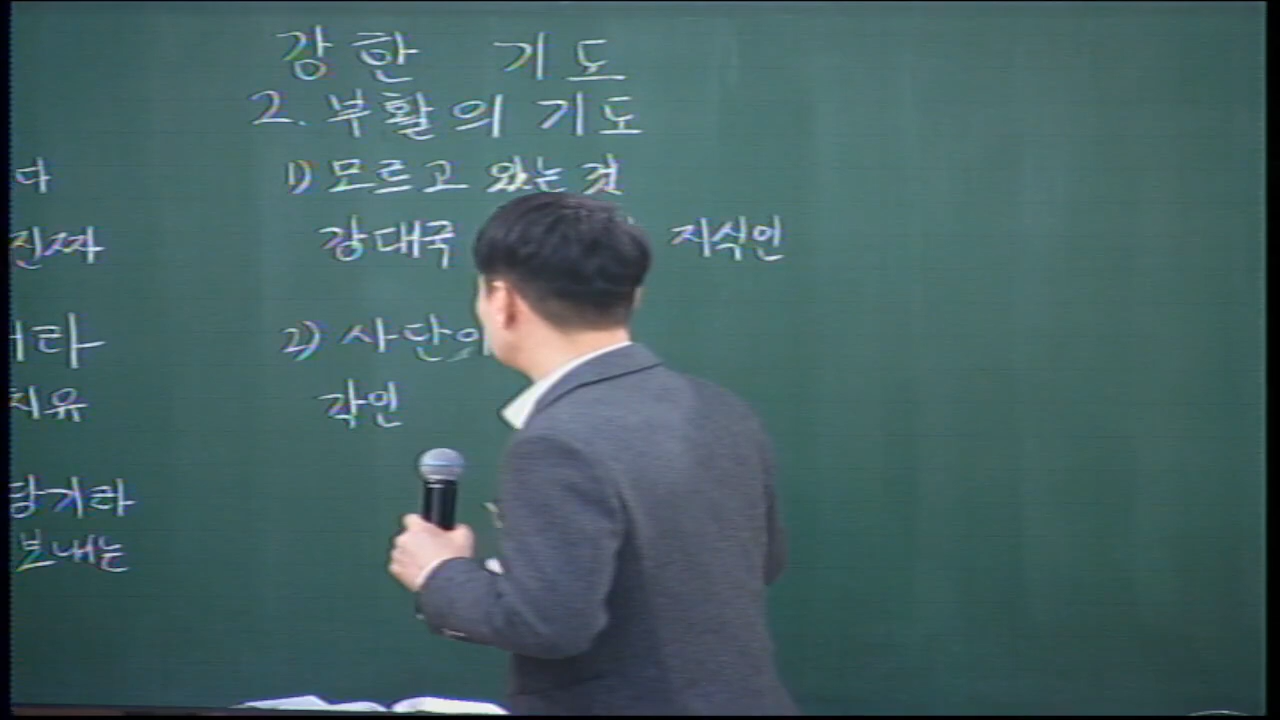 강한 기도
2. 부활의 기도
1) 모르고 있는 것
다
진짜
강대국
지식인
2) 사단의
라
각인
치유
당기라
보내는